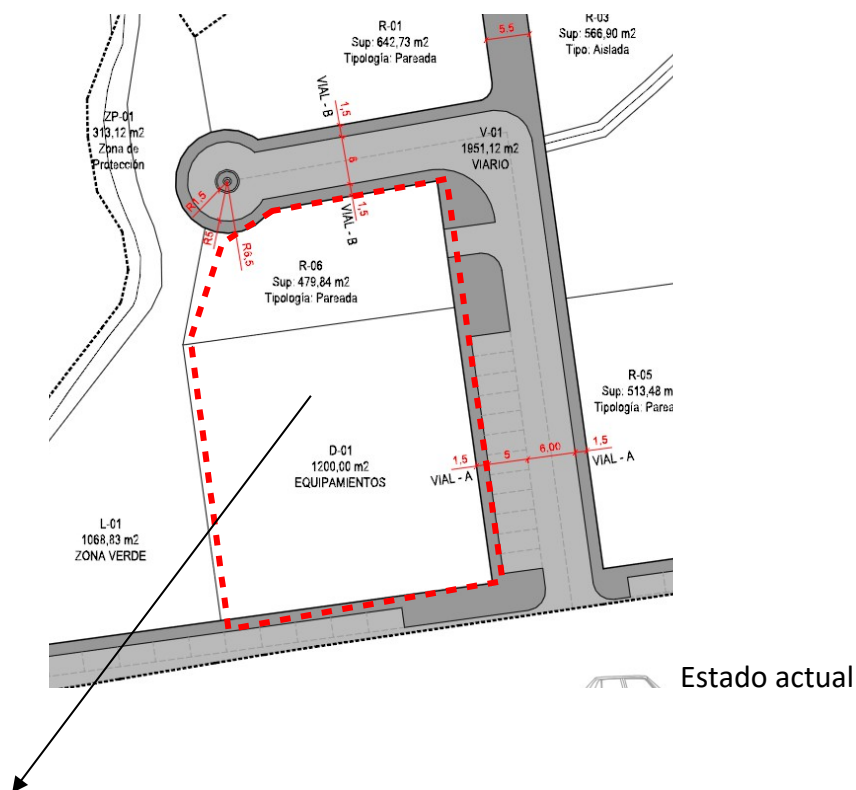 R-01
Sup: 642,73 m2
Tipología: Pareada
R-03
Sup: 566,90 m2
Tipo: Aislada
5.5
VIAL - B
1,5
ZP-01
313,12 m2
Zona de
Protección
V-01
1951,12 m2
VIARIO
6
R1,5
R5
R6,5
1,5
VIAL - B
R-06
Sup: 479,84 m2
Tipología: Pareada
R-05
Sup: 513,48 m
Tipología: Parea
D-01
1200,00 m2
EQUIPAMIENTOS
1,5
5
6,00
1,5
VIAL - A
VIAL - A
L-01
1068,83 m2
ZONA VERDE
Estado actual